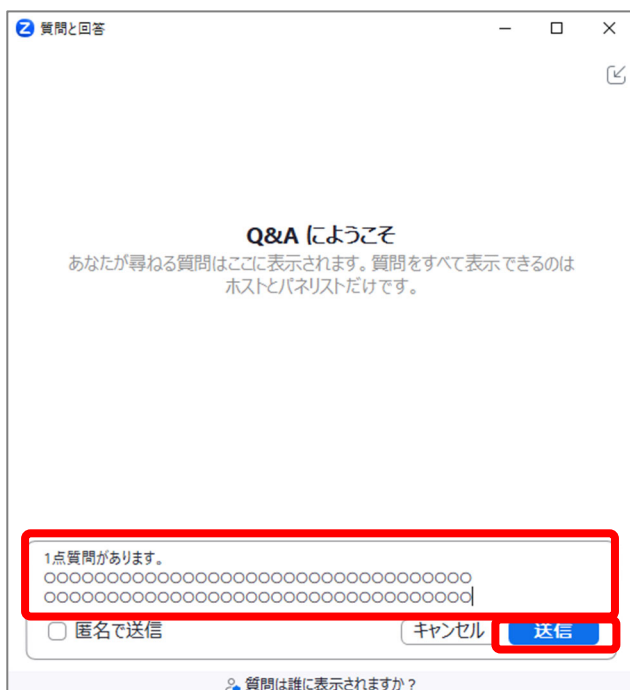 質問と回答
Q&A にようこそ
あなたが尋ねる質問はここに表示されます。質問をすべて表示できるのは
ホストとパネリストだけです。
1点質問があります。
○○○○○○○○○○○○○○○○○○○○○○○○○○○○○○○○○○
○○○○○○○○○○○○○○○○○○○○○○○○○○○○○○○○○○
匿名で送信 キャンセル 送信
質問は誰に表示されますか？